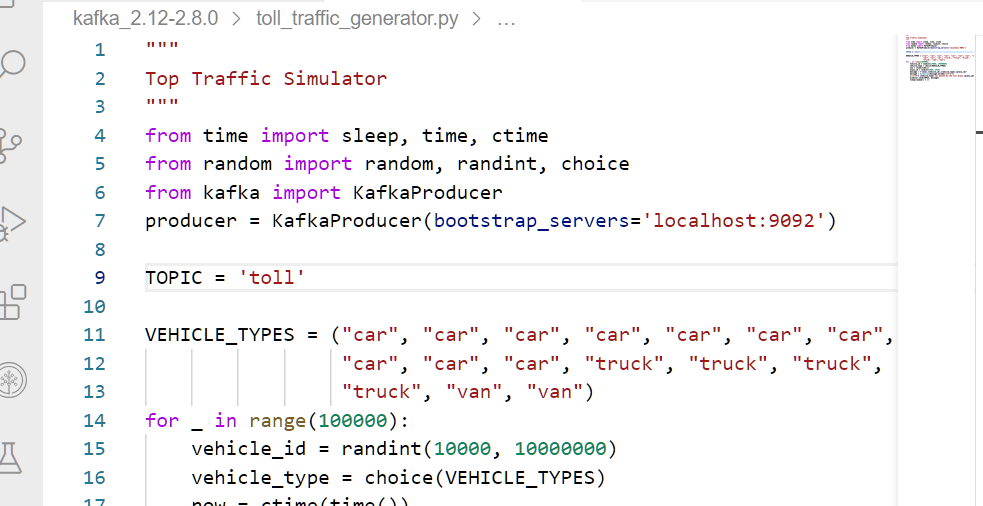 kafka_2.12-2.8.0 > toll_traffic_generator.py > ...
1 """
2 Top Traffic Simulator
3 """
4 from time import sleep, time, ctime
5 from random import random, randint, choice
6 from kafka import KafkaProducer
7 producer = KafkaProducer(bootstrap_servers='localhost:9092')
8
9 TOPIC = 'toll'
10
11 VEHICLE_TYPES = ("car", "car", "car", "car", "car", "car", "car",
12 "car", "car", "car", "truck", "truck", "truck",
13 "truck", "van", "van")
14 for _ in range(100000):
15 vehicle_id = randint(10000, 10000000)
16 vehicle_type = choice(VEHICLE_TYPES)
17 now = ctime(time())